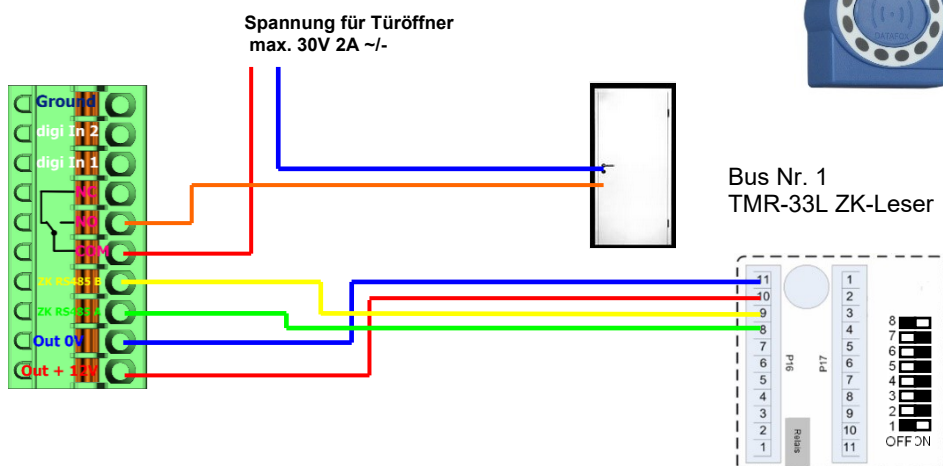 Spannung für Türöffner
max. 30V 2A ~/-
DATAFOX
Ground
digi In 2
digi In 1
NC
NO
COM
ZK RS485 B
ZK RS485 A
Out 0V
Out + 12V
Bus Nr. 1
TMR-33L ZK-Leser
11
10
9
8
7
6
5
4
3
2
1
P16
Relais
P17
1
2
3
4
5
6
7
8
9
10
11
8
7
6
5
4
3
2
1
OFF ON